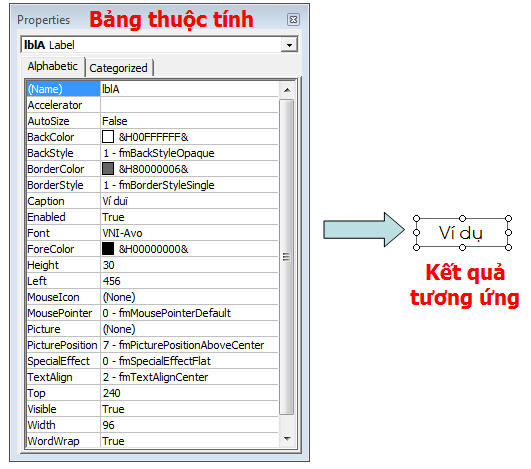 Properties
Bảng thuộc tính
lblA Label
Alphabetic Categorized
(Name) lblA
Accelerator
AutoSize False
BackColor &H00FFFFFF&
BackStyle 1 - fmBackStyleOpaque
BorderColor &H80000006&
BorderStyle 1 - fmBorderStyleSingle
Caption Ví duï
Enabled True
Font VNI-Avo
ForeColor &H00000000&
Height 30
Left 456
MouseIcon (None)
MousePointer 0 - fmMousePointerDefault
Picture (None)
PicturePosition 7 - fmPicturePositionAboveCenter
SpecialEffect 0 - fmSpecialEffectFlat
TextAlign 2 - fmTextAlignCenter
Top 240
Visible True
Width 96
WordWrap True
Ví dụ
Kết quả
tương ứng